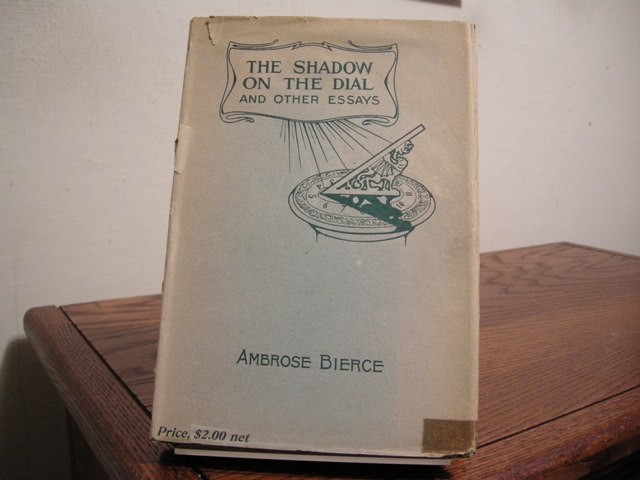 THE SHADOW
ON THE DIAL
AND OTHER ESSAYS
AMBROSE BIERCE
Price, $2.00 net